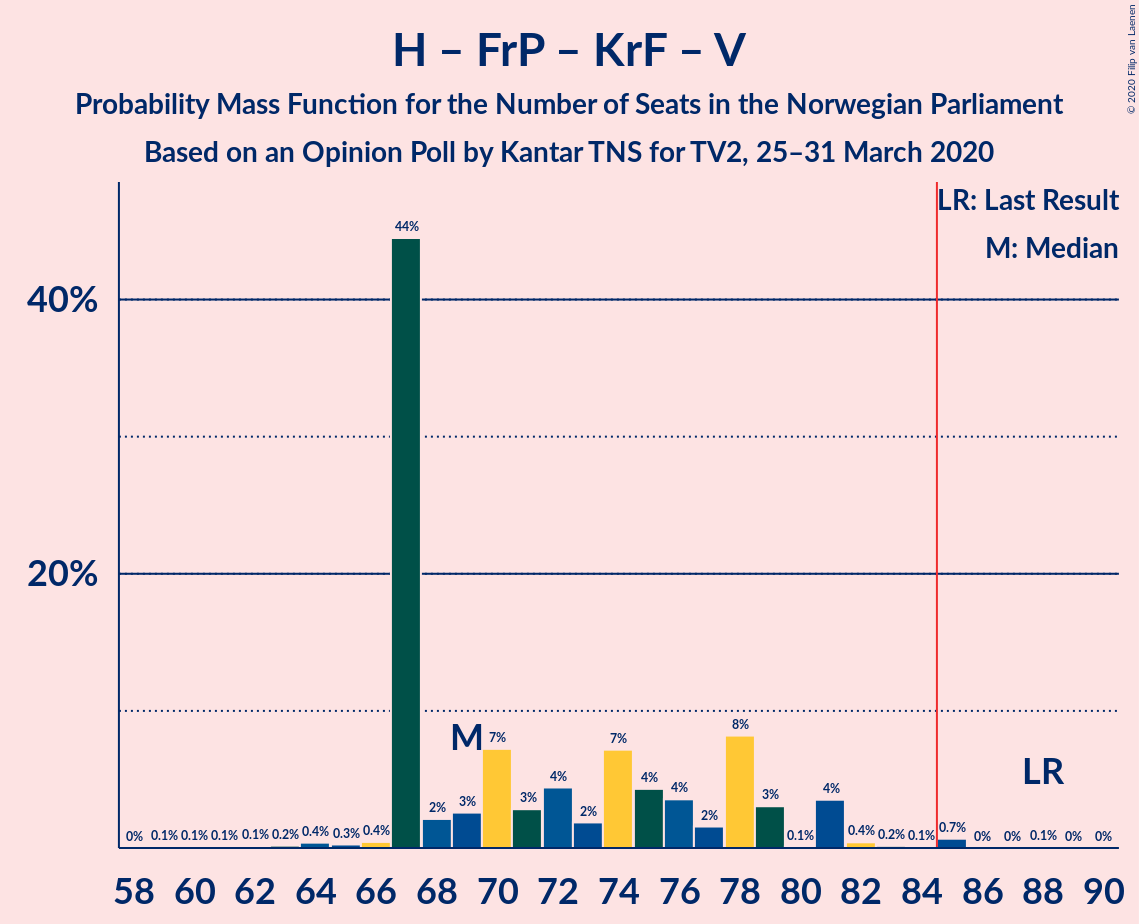 H – FrP – KrF – V
Probability Mass Function for the Number of Seats in the Norwegian Parliament
Based on an Opinion Poll by Kantar TNS for TV2, 25–31 March 2020
© 2020 Filip van Laenen
LR: Last Result
M: Median
40%
20%
M
LR
0% 0.1% 0.1% 0.1% 0.1% 0.2% 0.4% 0.3% 0.4% 44% 2% 3% 7% 3% 4% 2% 7% 4% 4% 2% 8% 3% 0.1% 4% 0.4% 0.2% 0.1% 0.7% 0% 0% 0.1% 0% 0%
58 60 62 64 66 68 70 72 74 76 78 80 82 84 86 88 90